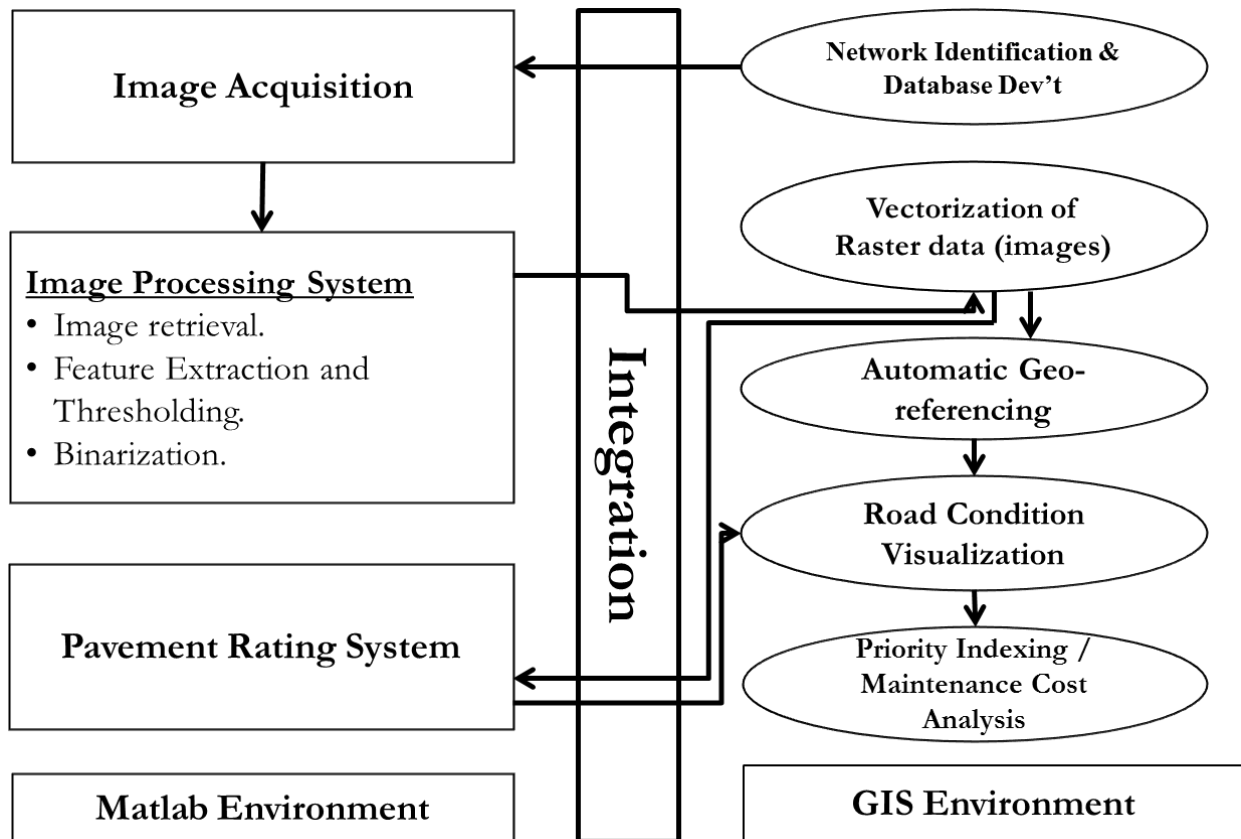 Image Acquisition
Image Processing System
• Image retrieval.
• Feature Extraction and
Thresholding.
• Binarization.
Pavement Rating System
Matlab Environment
Integration
Network Identification &
Database Dev’t
Vectorization of
Raster data (images)
Automatic Geo-
referencing
Road Condition
Visualization
Priority Indexing /
Maintenance Cost
Analysis
GIS Environment